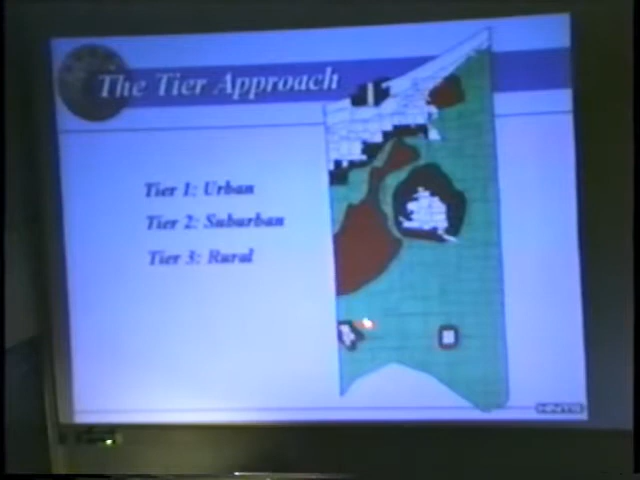 The Tier Approach
Tier 1: Urban
Tier 2: Suburban
Tier 3: Rural